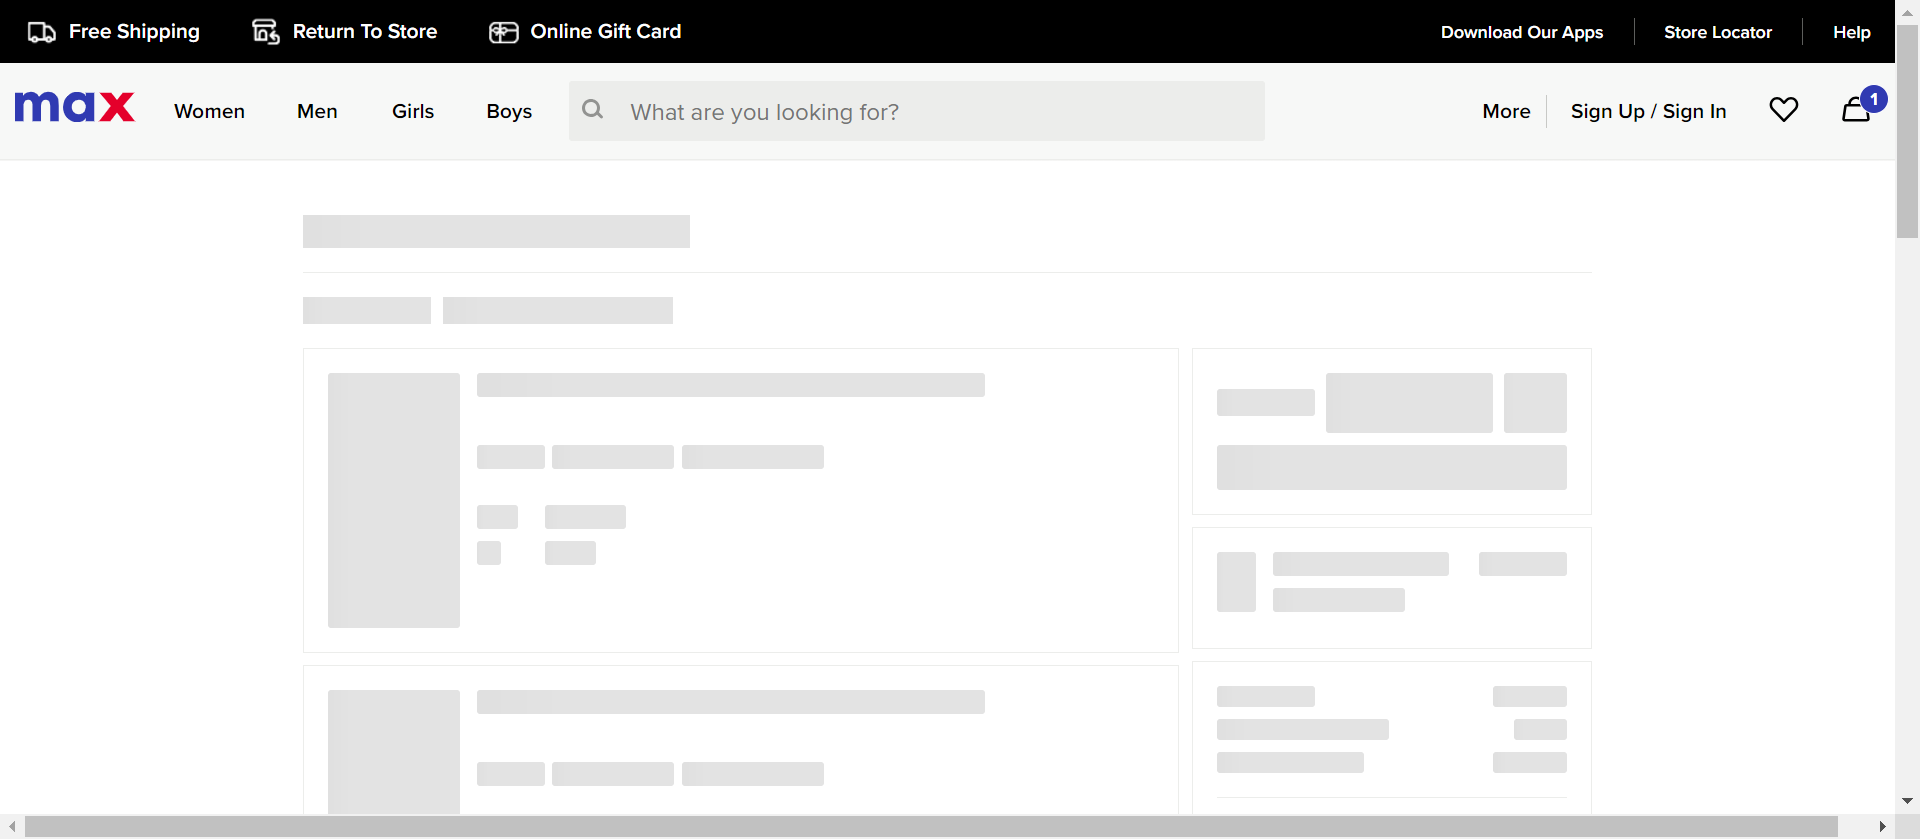 Free Shipping
Return To Store
Online Gift Card
Download Our Apps
Store Locator
Help
max
Women
Men
Girls
Boys
What are you looking for?
More
Sign Up / Sign In
1